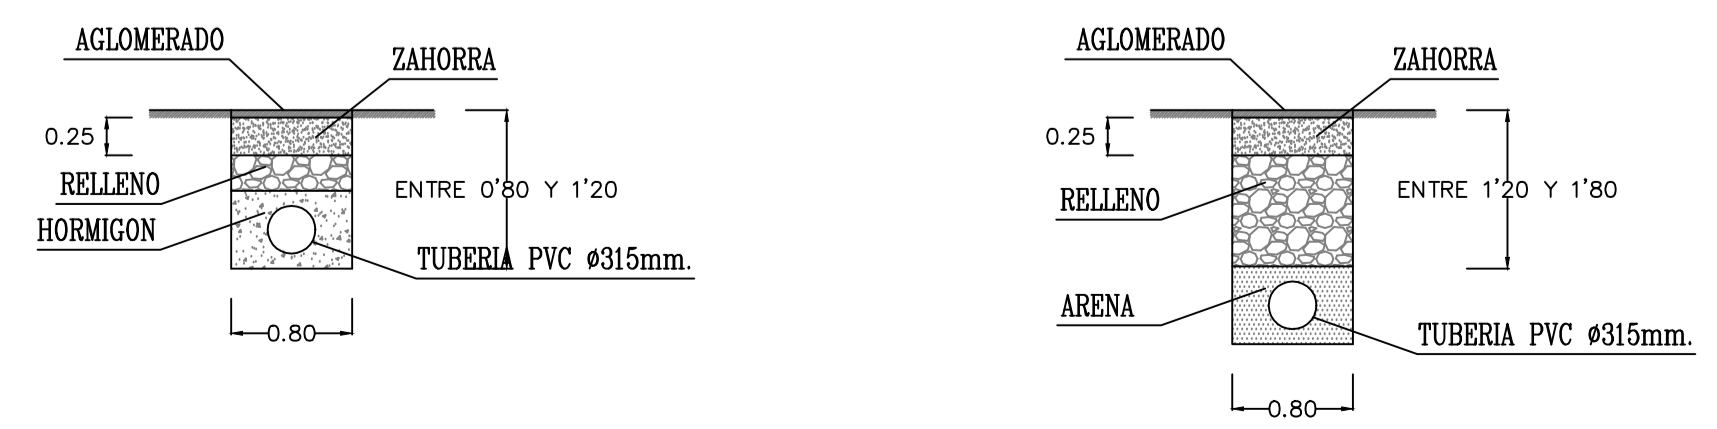 AGLOMERADO
ZAHORRA
0.25
RELLENO
ENTRE 0'80 Y 1'20
HORMIGON
TUBERIA PVC ø315mm.
0.80
AGLOMERADO
ZAHORRA
0.25
RELLENO
ENTRE 1'20 Y 1'80
ARENA
TUBERIA PVC ø315mm.
0.80